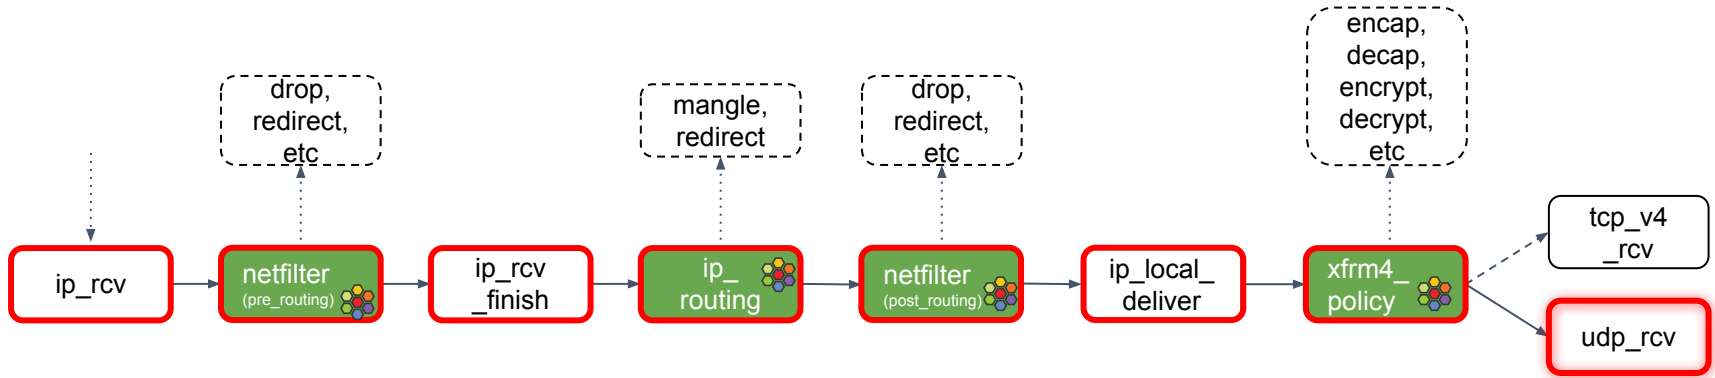 drop,
redirect,
etc
mangle,
redirect
drop,
redirect,
etc
encap,
decap,
encrypt,
decrypt,
etc
ip_rcv
netfilter
(pre_routing)
ip_rcv
_finish
ip_
routing
netfilter
(post_routing)
ip_local_
deliver
xfrm4_
policy
tcp_v4
_rcv
udp_rcv